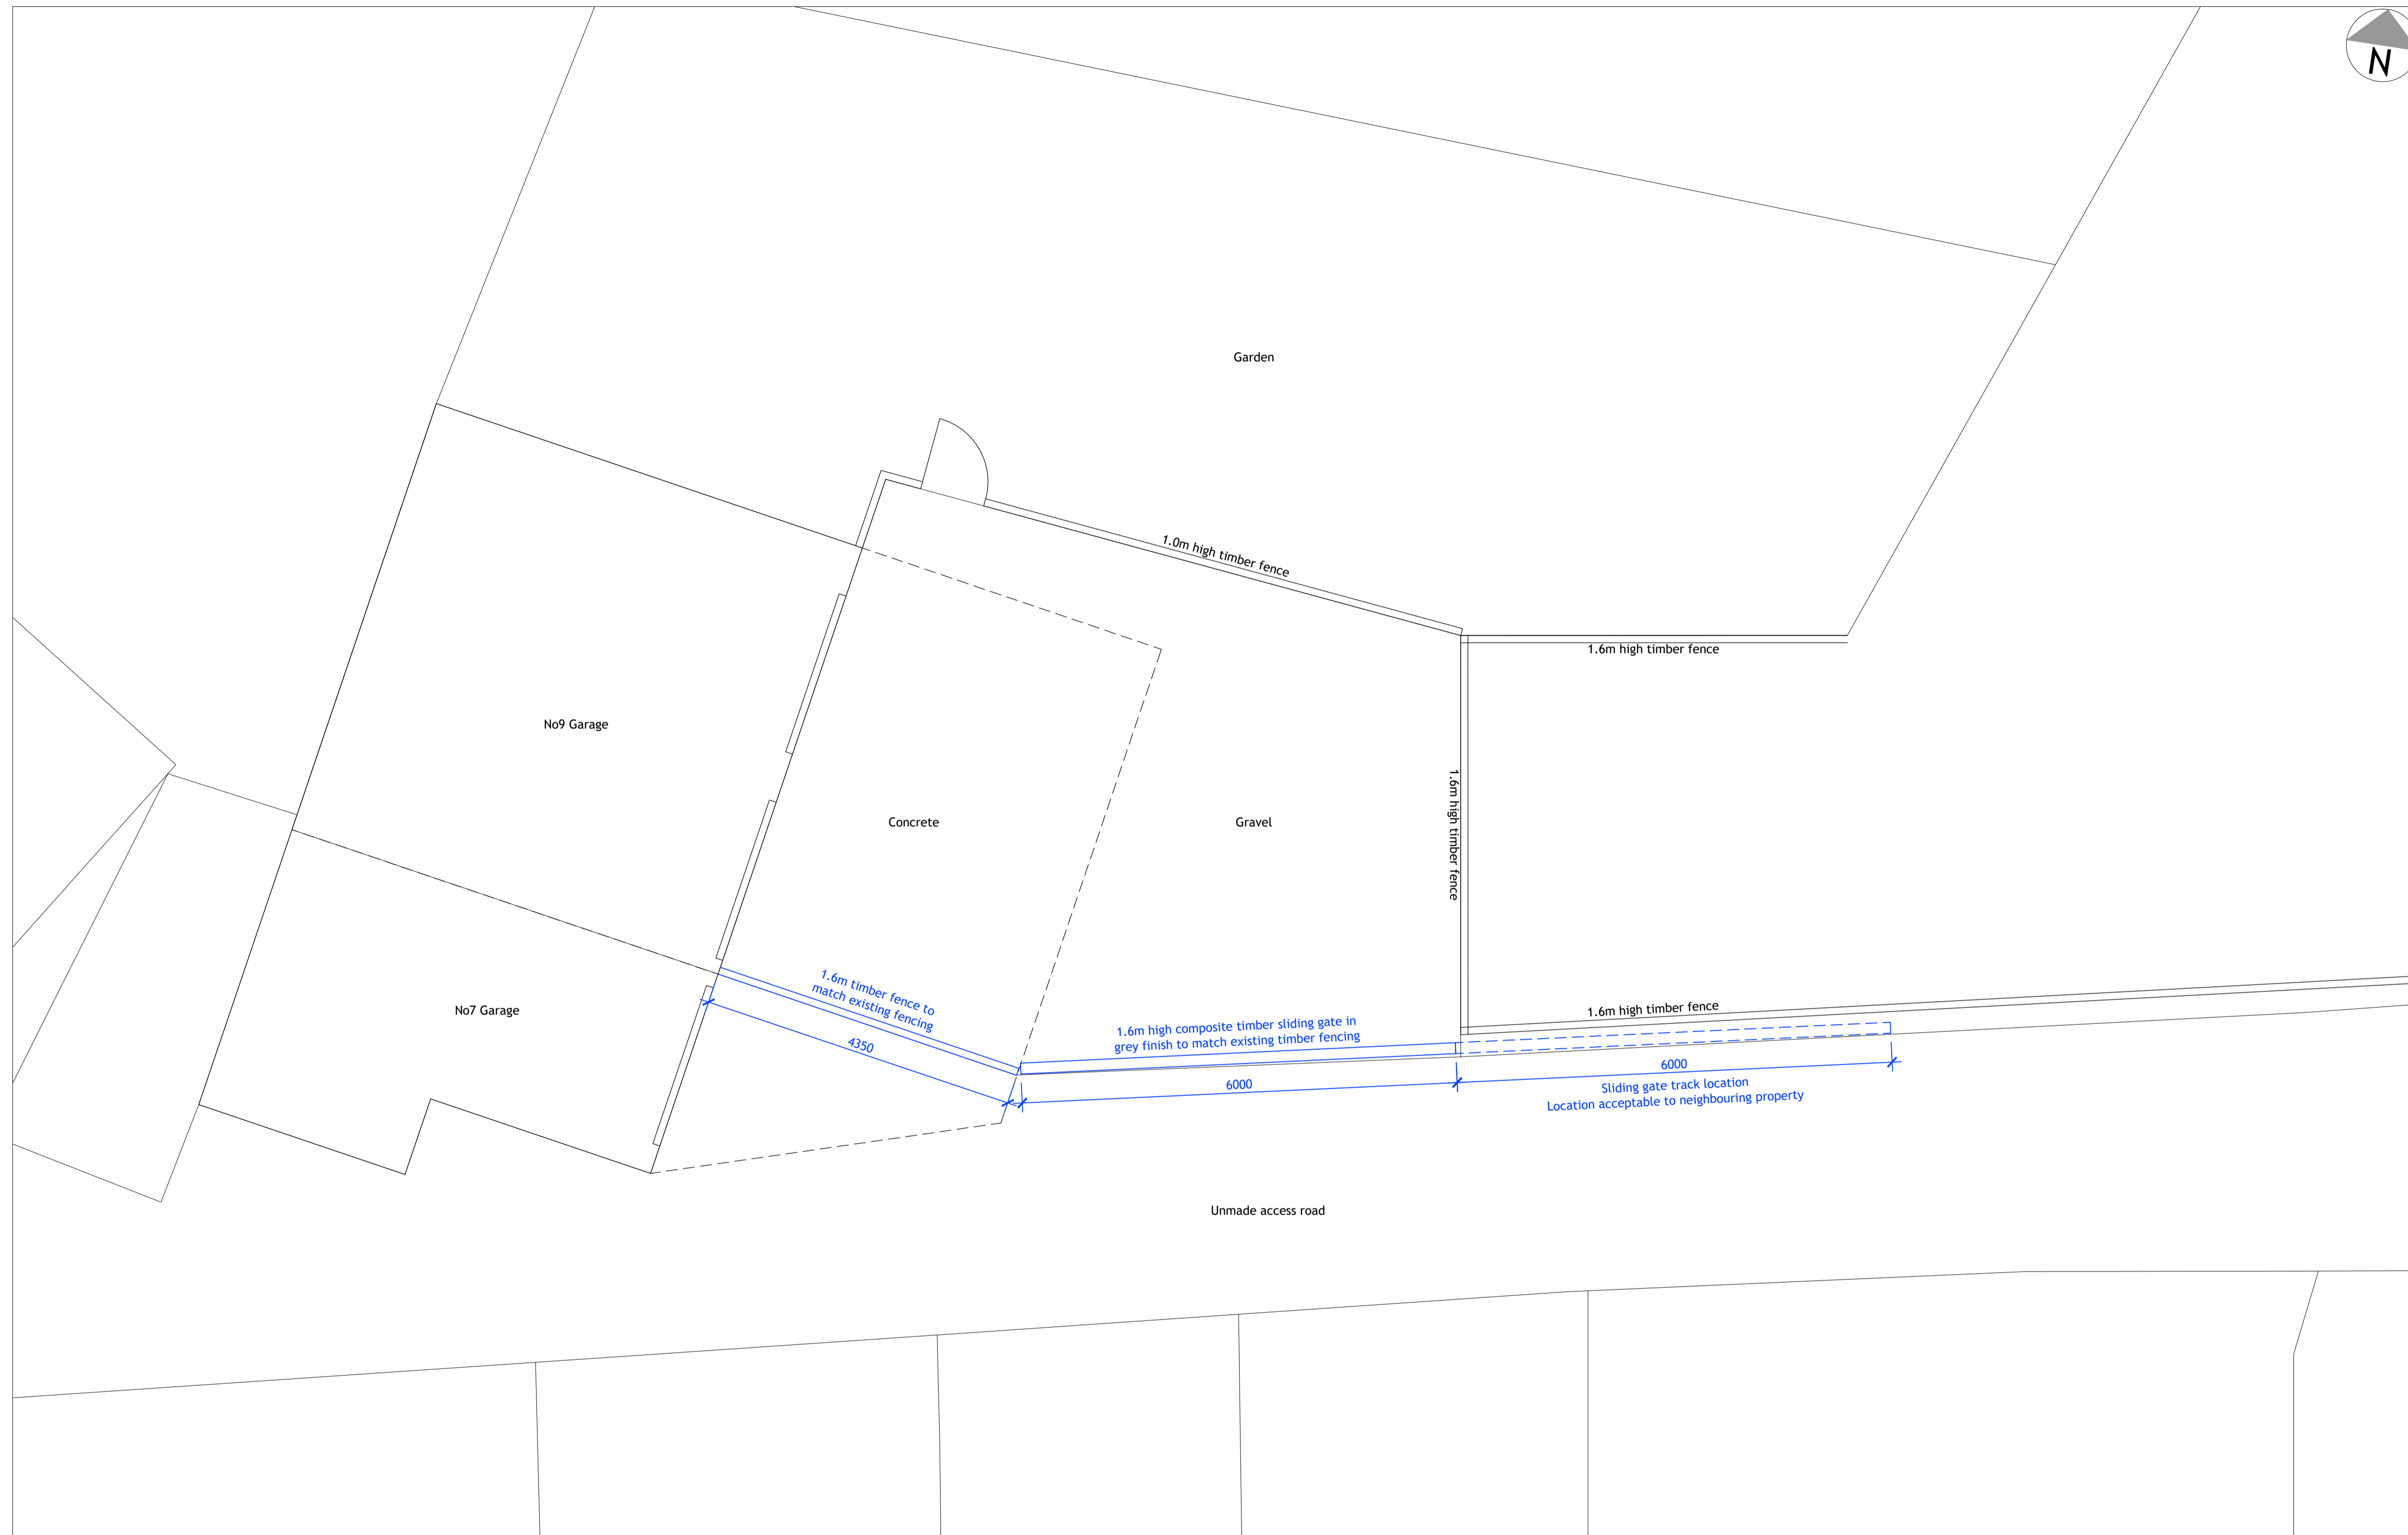 N
Garden
1.0m high timber fence
1.6m high timber fence
No9 Garage
Concrete
Gravel
1.6m high timber fence
1.6m timber fence to
match existing fencing
No7 Garage
4350
1.6m high composite timber sliding gate in
grey finish to match existing timber fencing
1.6m high timber fence
6000
6000
Sliding gate track location
Location acceptable to neighbouring property
Unmade access road